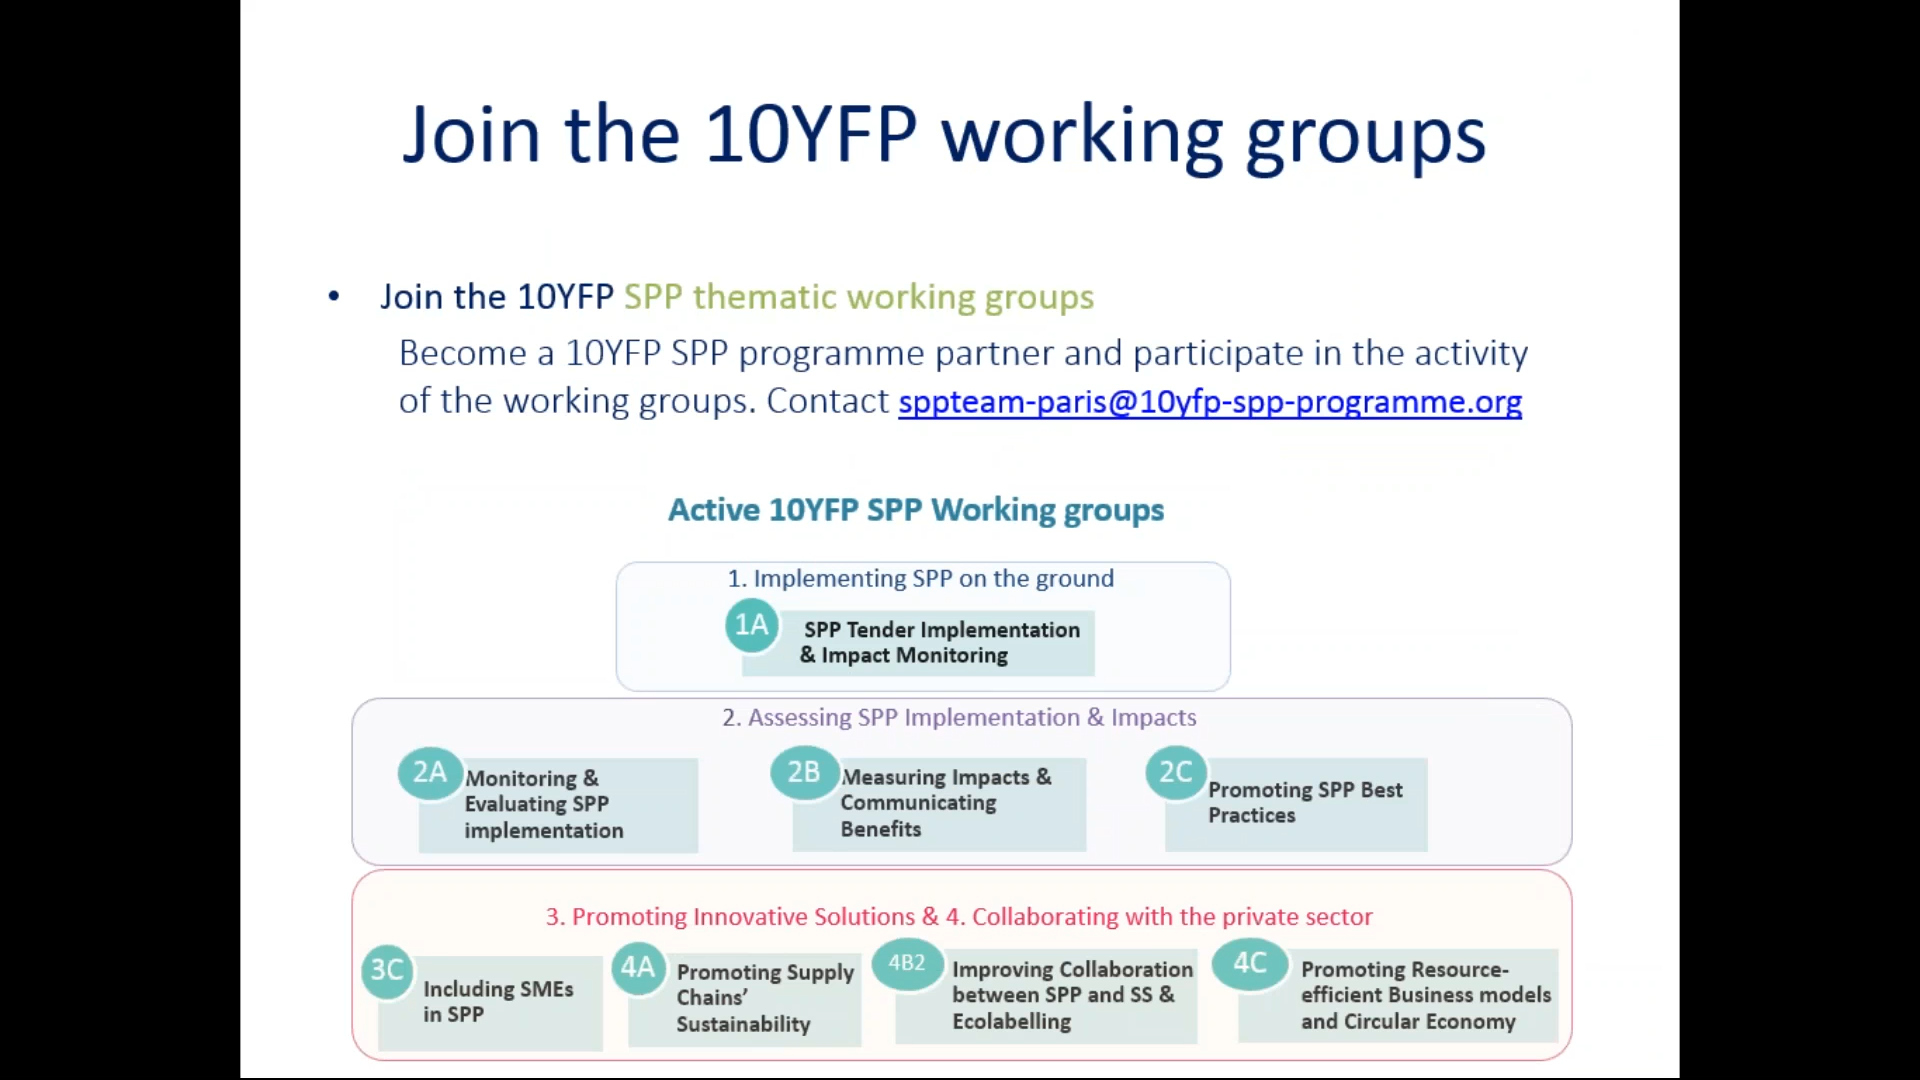 Join the 10YFP working groups
• Join the 10YFP SPP thematic working groups
Become a 10YFP SPP programme partner and participate in the activity
of the working groups. Contact sppteam-paris@10yfp-spp-programme.org
Active 10YFP SPP Working groups
1. Implementing SPP on the ground
1A
SPP Tender Implementation
& Impact Monitoring
2. Assessing SPP Implementation & Impacts
2A
Monitoring &
Evaluating SPP
implementation
2B
Measuring Impacts &
Communicating
Benefits
2C
Promoting SPP Best
Practices
3. Promoting Innovative Solutions & 4. Collaborating with the private sector
3C
Including SMEs
in SPP
4A
Promoting Supply
Chains’
Sustainability
4B2
Improving Collaboration
between SPP and SS &
Ecolabelling
4C
Promoting Resource-
efficient Business models
and Circular Economy